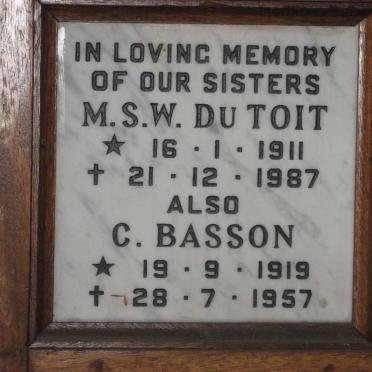 IN LOVING MEMORY
OF OUR SISTERS
M.S.W. DU TOIT
★ 16 · 1 · 1911
✝ 21 · 12 · 1987
ALSO
C. BASSON
★ 19 · 9 · 1919
✝ 28 · 7 · 1957